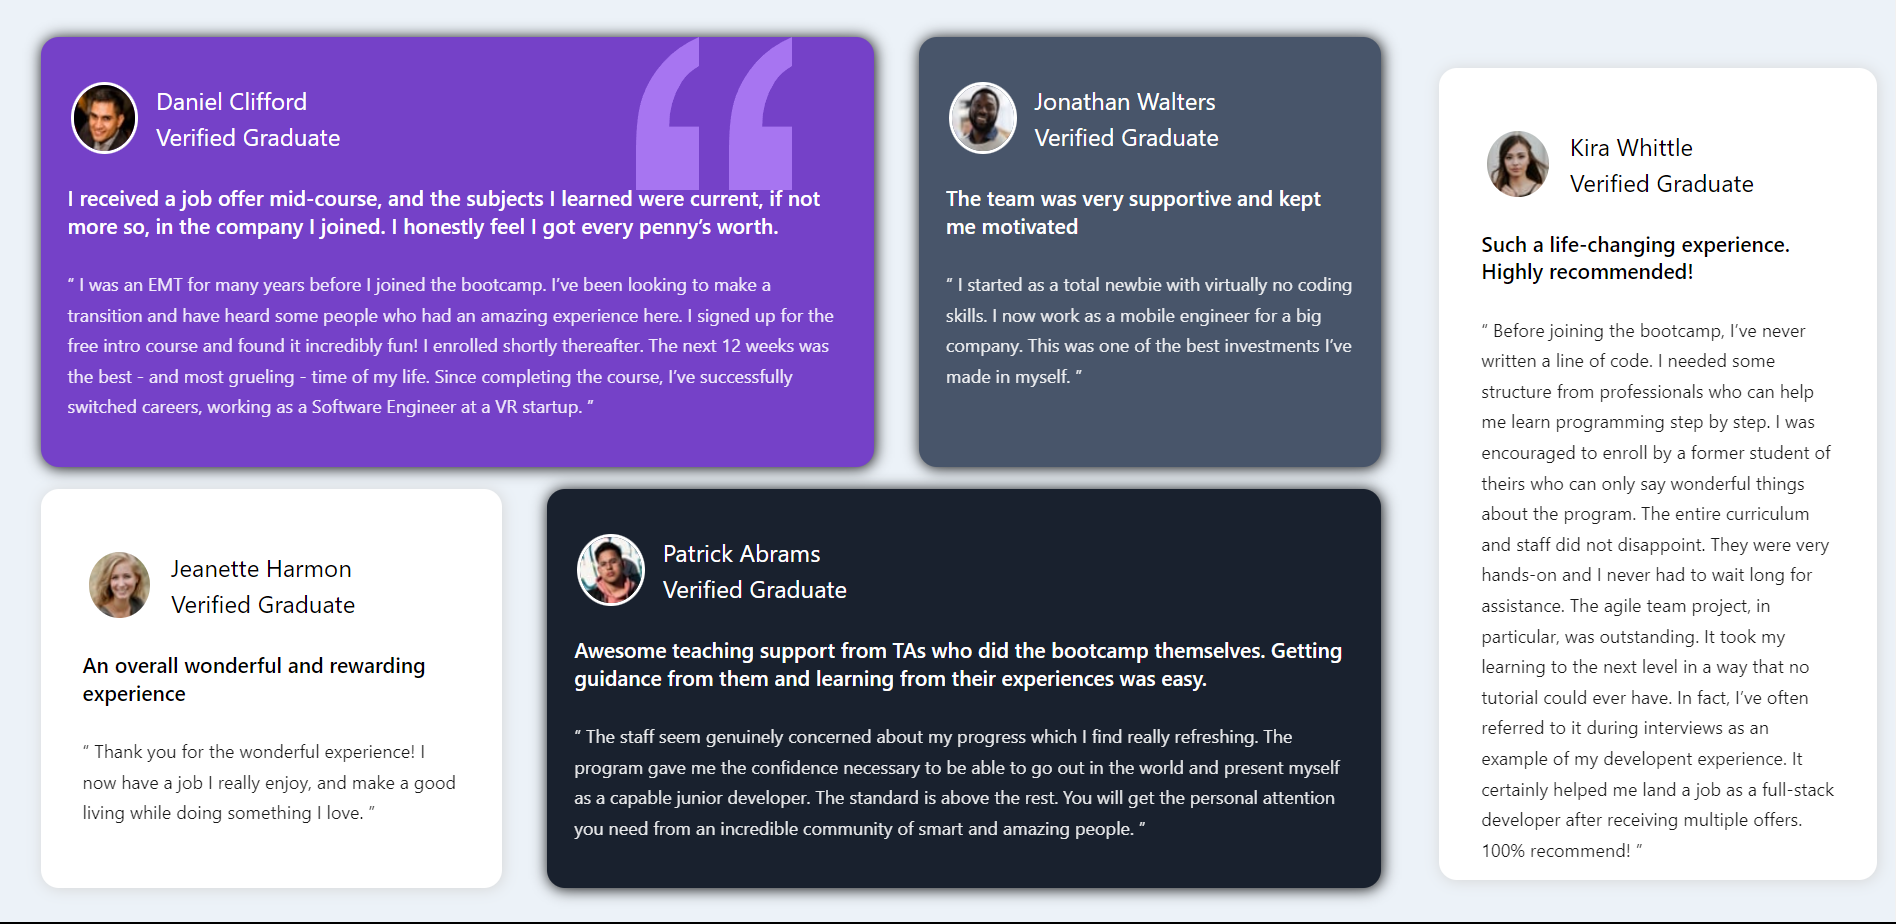 Daniel Clifford
Verified Graduate
I received a job offer mid-course, and the subjects I learned were current, if not
more so, in the company I joined. I honestly feel I got every penny’s worth.
“ I was an EMT for many years before I joined the bootcamp. I’ve been looking to make a
transition and have heard some people who had an amazing experience here. I signed up for the
free intro course and found it incredibly fun! I enrolled shortly thereafter. The next 12 weeks was
the best - and most grueling - time of my life. Since completing the course, I’ve successfully
switched careers, working as a Software Engineer at a VR startup. ”
Jonathan Walters
Verified Graduate
The team was very supportive and kept
me motivated
“ I started as a total newbie with virtually no coding
skills. I now work as a mobile engineer for a big
company. This was one of the best investments I’ve
made in myself. ”
Kira Whittle
Verified Graduate
Such a life-changing experience.
Highly recommended!
“ Before joining the bootcamp, I’ve never
written a line of code. I needed some
structure from professionals who can help
me learn programming step by step. I was
encouraged to enroll by a former student of
theirs who can only say wonderful things
about the program. The entire curriculum
and staff did not disappoint. They were very
hands-on and I never had to wait long for
assistance. The agile team project, in
particular, was outstanding. It took my
learning to the next level in a way that no
tutorial could ever have. In fact, I’ve often
referred to it during interviews as an
example of my developent experience. It
certainly helped me land a job as a full-stack
developer after receiving multiple offers.
100% recommend! ”
Jeanette Harmon
Verified Graduate
An overall wonderful and rewarding
experience
“ Thank you for the wonderful experience! I
now have a job I really enjoy, and make a good
living while doing something I love. ”
Patrick Abrams
Verified Graduate
Awesome teaching support from TAs who did the bootcamp themselves. Getting
guidance from them and learning from their experiences was easy.
“ The staff seem genuinely concerned about my progress which I find really refreshing. The
program gave me the confidence necessary to be able to go out in the world and present myself
as a capable junior developer. The standard is above the rest. You will get the personal attention
you need from an incredible community of smart and amazing people. ”